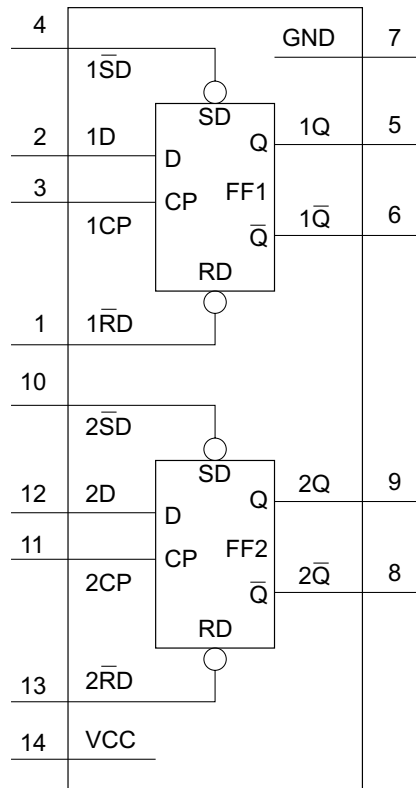 4 GND 7
1S̅D
SD
2 1D 1Q 5
D Q
3 CP FF1
1CP 1Q̅ 6
Q̅
RD
1 1R̅D
10
2S̅D
SD
12 2D 2Q 9
D Q
11 CP FF2
2CP 2Q̅ 8
Q̅
RD
13 2R̅D
14 VCC